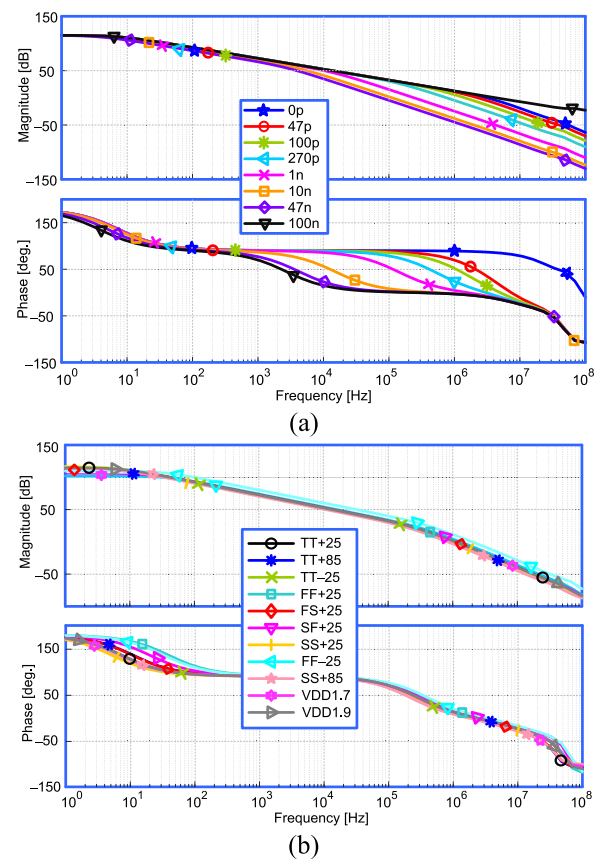 150
50
−50
−150
Magnitude [dB]
0p
47p
100p
270p
1n
10n
47n
100n
150
50
−50
−150
Phase [deg.]
10^0 10^1 10^2 10^3 10^4 10^5 10^6 10^7 10^8
Frequency [Hz]
(a)
150
50
−50
Magnitude [dB]
TT+25
TT+85
TT−25
FF+25
FS+25
SF+25
SS+25
FF−25
SS+85
VDD1.7
VDD1.9
150
50
−50
−150
Phase [deg.]
10^0 10^1 10^2 10^3 10^4 10^5 10^6 10^7 10^8
Frequency [Hz]
(b)